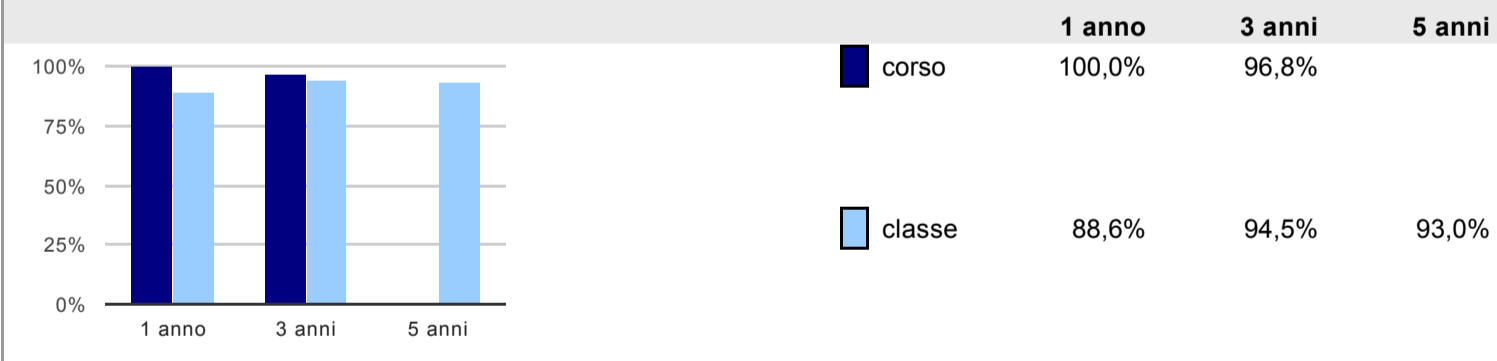 1 anno 3 anni 5 anni
100%
75%
50%
25%
0%
1 anno 3 anni 5 anni
corso 100,0% 96,8%
classe 88,6% 94,5% 93,0%